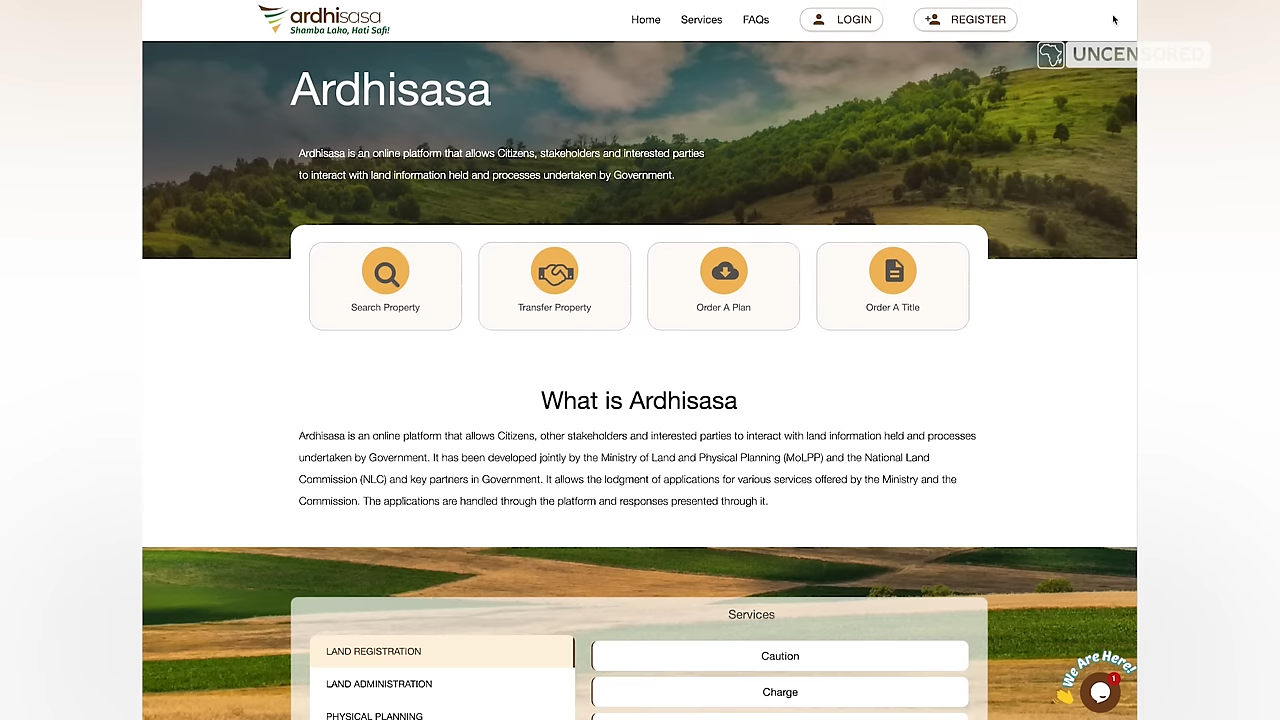 ardhisasa
Shamba Lako, Hati Safi!
Home Services FAQs LOGIN REGISTER
UNCENSORED
Ardhisasa
Ardhisasa is an online platform that allows Citizens, stakeholders and interested parties
to interact with land information held and processes undertaken by Government.
Search Property Transfer Property Order A Plan Order A Title
What is Ardhisasa
Ardhisasa is an online platform that allows Citizens, other stakeholders and interested parties to interact with land information held and processes
undertaken by Government. It has been developed jointly by the Ministry of Land and Physical Planning (MoLPP) and the National Land
Commission (NLC) and key partners in Government. It allows the lodgment of applications for various services offered by the Ministry and the
Commission. The applications are handled through the platform and responses presented through it.
Services
LAND REGISTRATION
Caution
LAND ADMINISTRATION
Charge
PHYSICAL PLANNING
We Are Here!
1